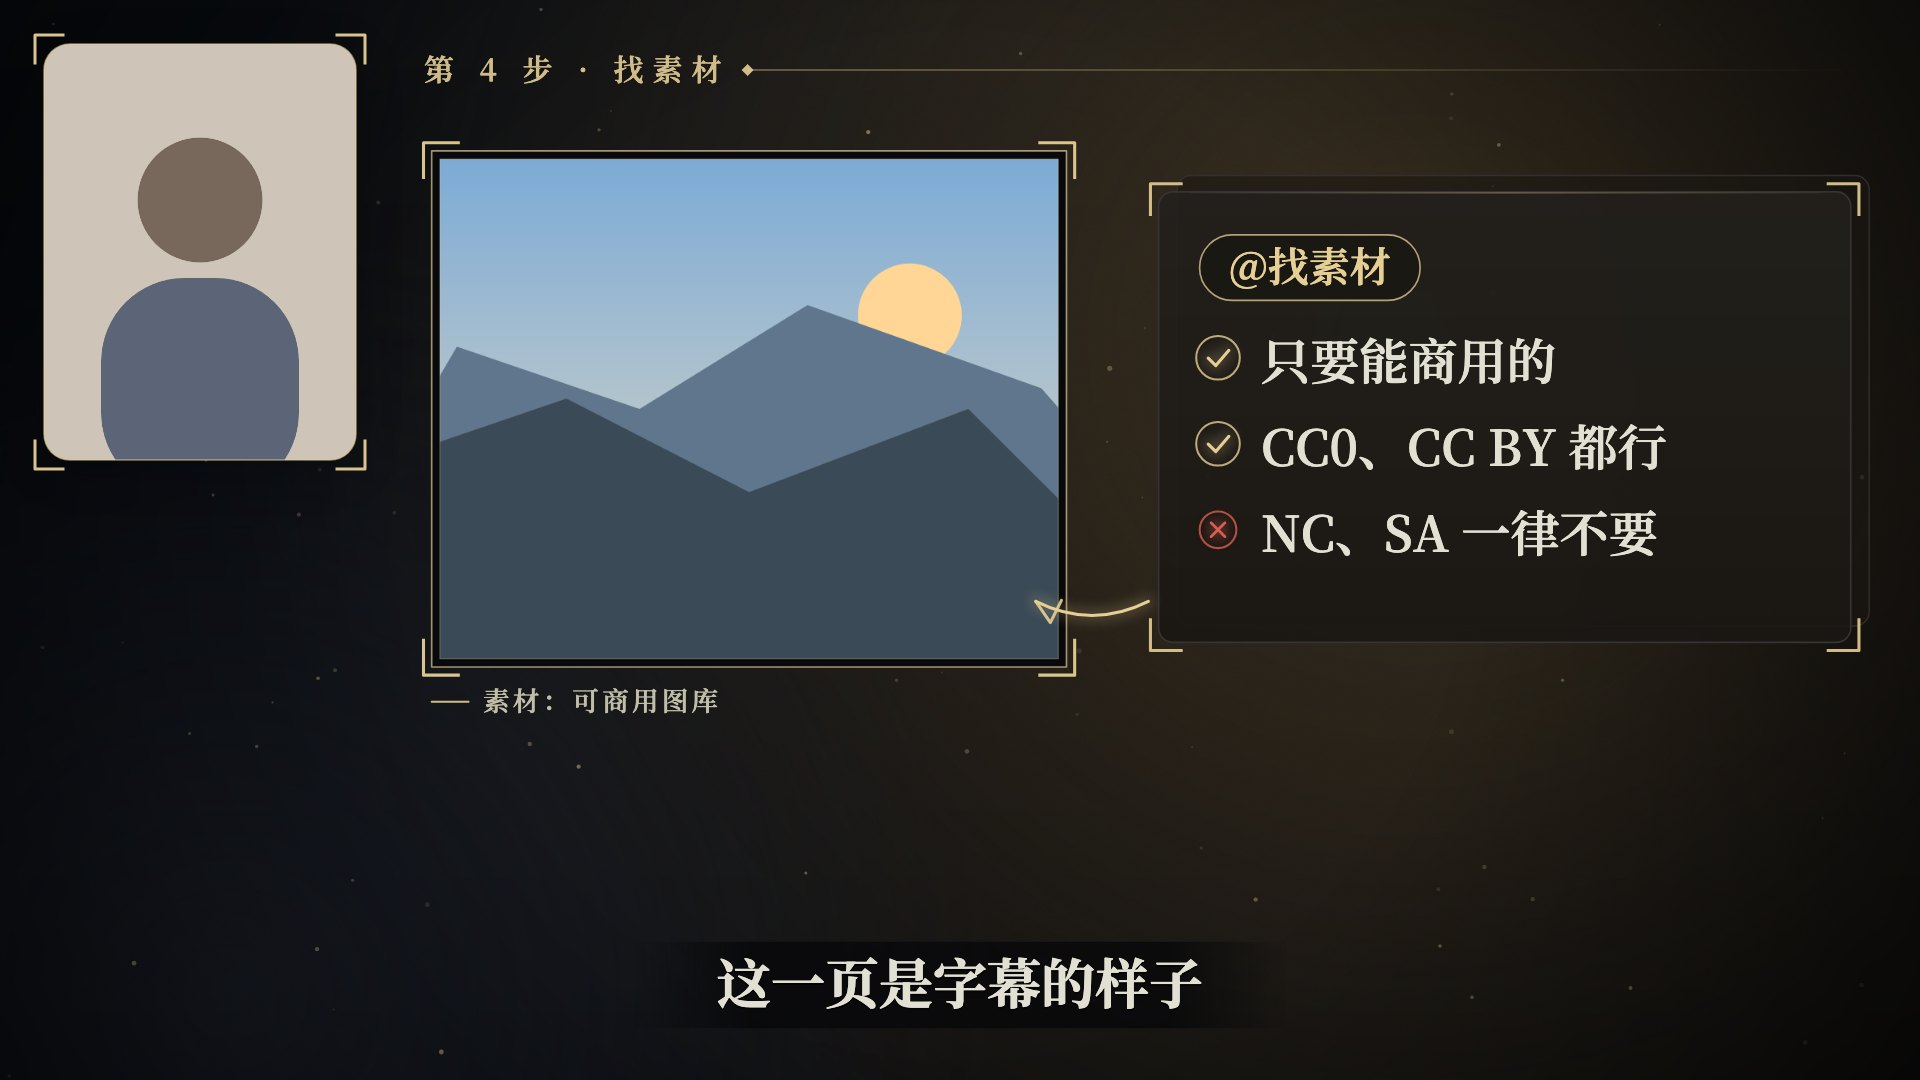 第 4 步 · 找素材
@找素材
只要能商用的
CC0、CC BY 都行
NC、SA 一律不要
素材：可商用图库
这一页是字幕的样子